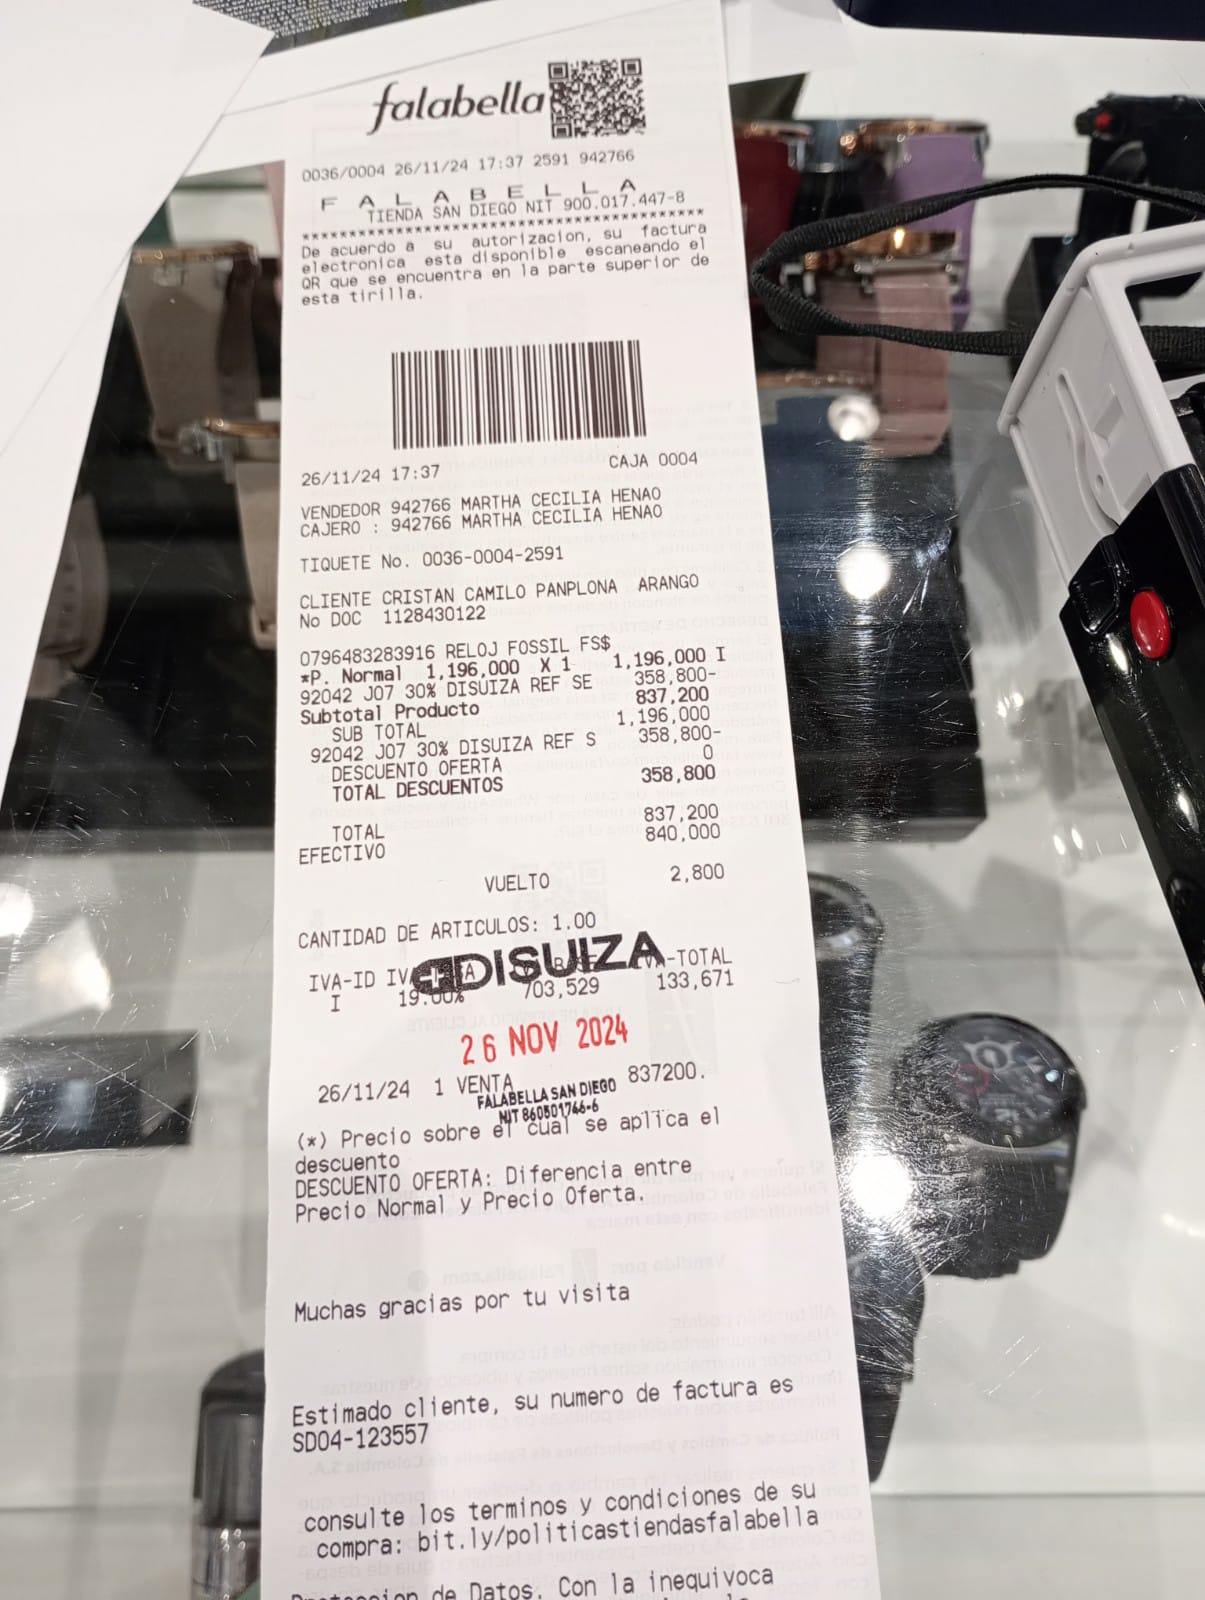 falabella
0036/0004 26/11/24 17:37 2591 942766
F A L A B E L L A
TIENDA SAN DIEGO NIT 900.017.447-8
De acuerdo a su autorizacion, su factura
electronica esta disponible escaneando el
QR que se encuentra en la parte superior de
esta tirilla.
26/11/24 17:37 CAJA 0004
VENDEDOR 942766 MARTHA CECILIA HENAO
CAJERO : 942766 MARTHA CECILIA HENAO
TIQUETE No. 0036-0004-2591
CLIENTE CRISTAN CAMILO PANPLONA ARANGO
No DOC 1128430122
0796483283916 RELOJ FOSSIL FS$
*P. Normal 1,196,000 X 1 1,196,000 I
92042 J07 30% DISUIZA REF SE 358,800-
Subtotal Producto 837,200
SUB TOTAL 1,196,000
92042 J07 30% DISUIZA REF S 358,800-
DESCUENTO OFERTA 0
TOTAL DESCUENTOS 358,800
TOTAL 837,200
EFECTIVO 840,000
VUELTO 2,800
CANTIDAD DE ARTICULOS: 1.00
DISUIZA
IVA-ID IVA-TOTAL
I 19.00% 703,529 133,671
26 NOV 2024
26/11/24 1 VENTA 837200.
FALABELLA SAN DIEGO
NIT 860501746-6
(*) Precio sobre el cual se aplica el
descuento
DESCUENTO OFERTA: Diferencia entre
Precio Normal y Precio Oferta.
Muchas gracias por tu visita
Estimado cliente, su numero de factura es
SD04-123557
consulte los terminos y condiciones de su
compra: bit.ly/politicastiendasfalabella
de Datos. Con la inequivoca